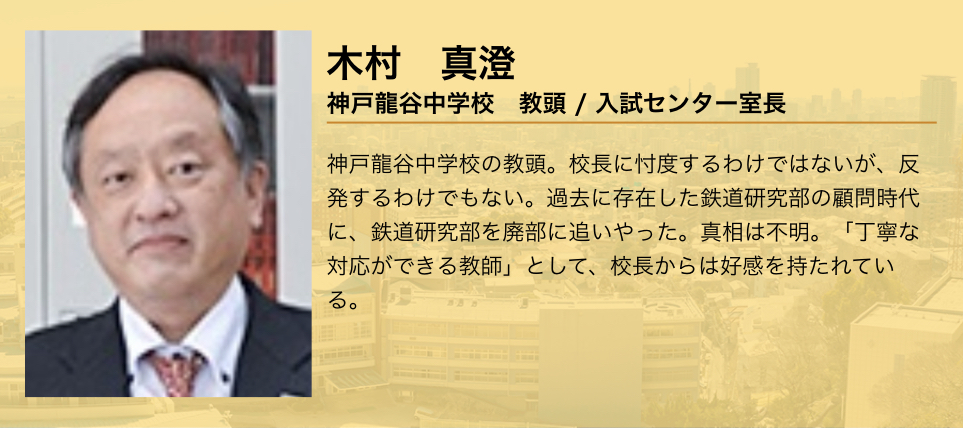 木村　真澄
神戸龍谷中学校　教頭 / 入試センター室長
神戸龍谷中学校の教頭。校長に忖度するわけではないが、反
発するわけでもない。過去に存在した鉄道研究部の顧問時代
に、鉄道研究部を廃部に追いやった。真相は不明。「丁寧な
対応ができる教師」として、校長からは好感を持たれてい
る。